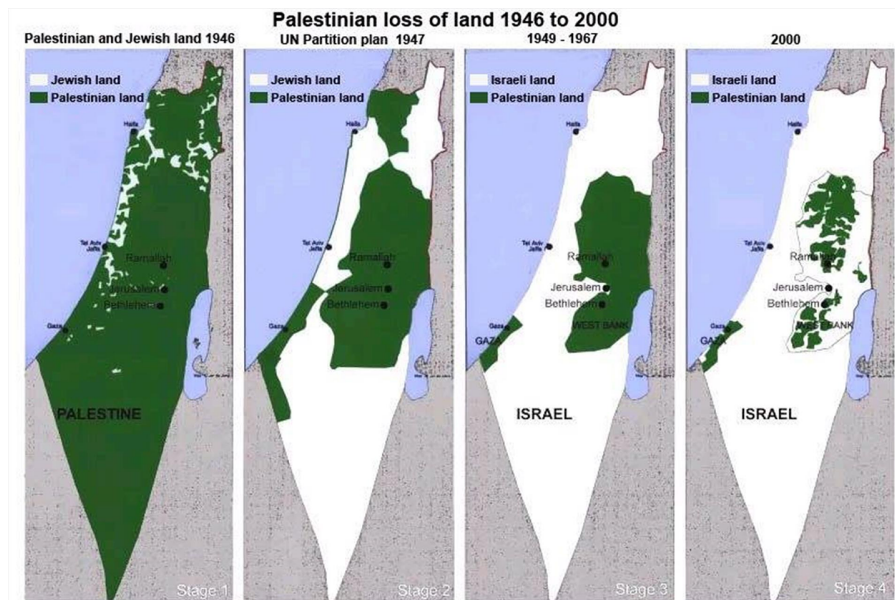 Palestinian loss of land 1946 to 2000
Palestinian and Jewish land 1946
Jewish land
Palestinian land
Haifa
Tel Aviv
Jaffa
Ramallah
Jerusalem
Bethlehem
Gaza
PALESTINE
Stage 1
UN Partition plan 1947
Jewish land
Palestinian land
Haifa
Tel Aviv
Jaffa
Ramallah
Jerusalem
Bethlehem
Gaza
Stage 2
1949 - 1967
Israeli land
Palestinian land
Haifa
Tel Aviv
Jaffa
Ramallah
Jerusalem
Bethlehem
WEST BANK
Gaza
GAZA
ISRAEL
Stage 3
2000
Israeli land
Palestinian land
Haifa
Tel Aviv
Jaffa
Ramallah
Jerusalem
Bethlehem
WEST BANK
Gaza
GAZA
ISRAEL
Stage 4